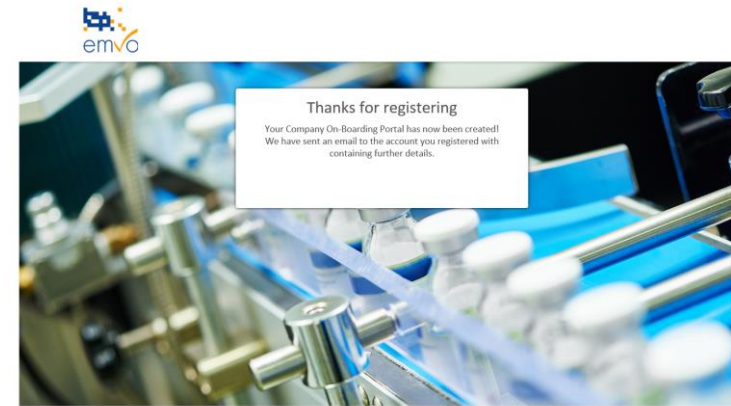 emvo
Thanks for registering
Your Company On-Boarding Portal has now been created!
We have sent an email to the account you registered with
containing further details.